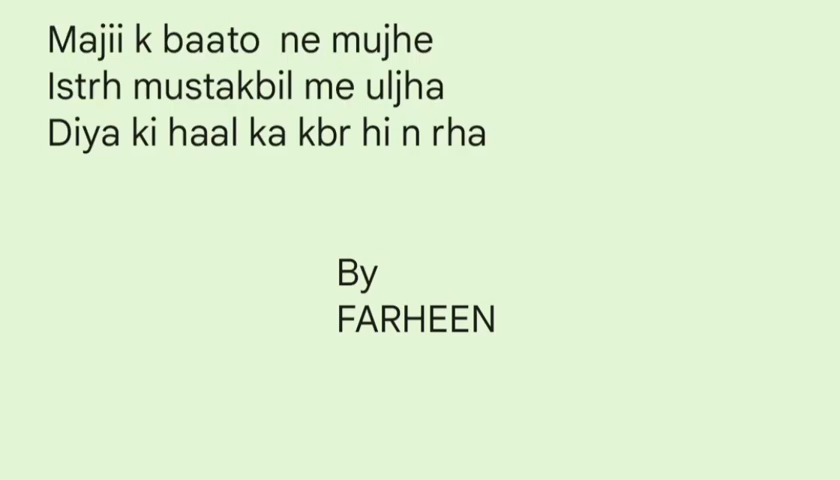 Majii k baato  ne mujhe
Istrh mustakbil me uljha
Diya ki haal ka kbr hi n rha
By
FARHEEN